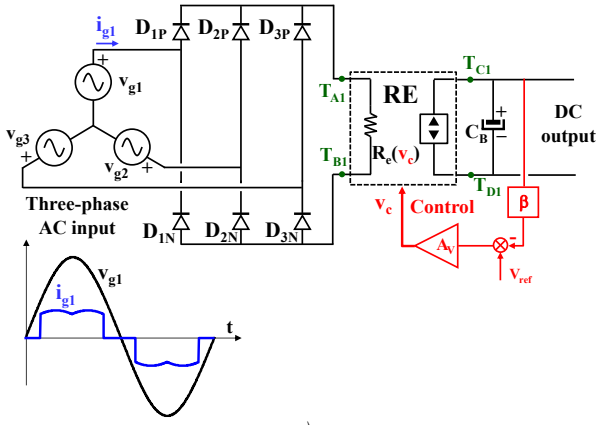 i_g1
D_1P D_2P D_3P
+
v_g1
v_g3
+
v_g2
+
Three-phase
AC input
D_1N D_2N D_3N
T_A1
T_B1
RE
R_e(v_c)
T_C1
T_D1
C_B
+
−
DC
output
β
v_c
Control
A_V
-
V_ref
v_g1
i_g1
t
)